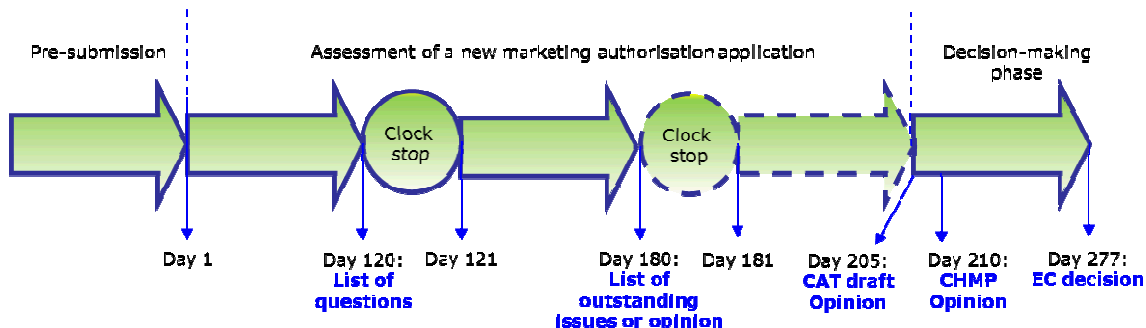 Pre-submission
Assessment of a new marketing authorisation application
Decision-making
phase
Clock
stop
Clock
stop
Day 1
Day 120:
List of
questions
Day 121
Day 180:
List of
outstanding
issues or opinion
Day 181
Day 205:
CAT draft
Opinion
Day 210:
CHMP
Opinion
Day 277:
EC decision